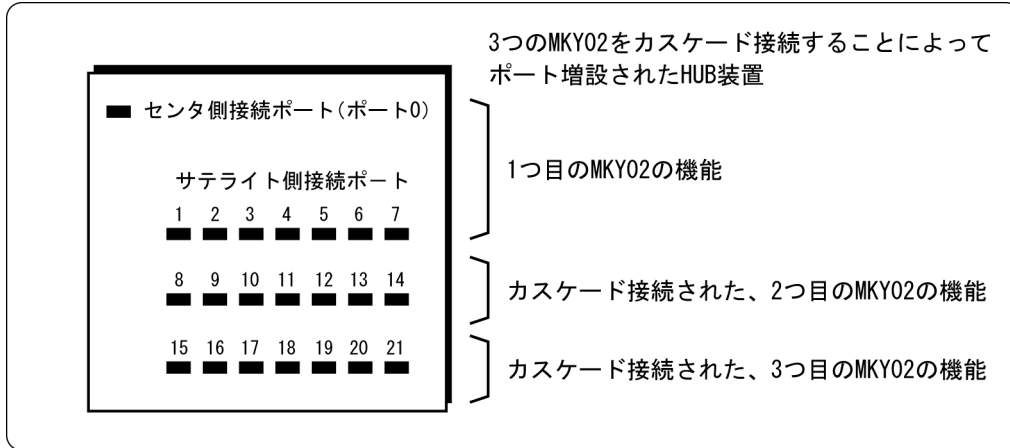 3つのMKY02をカスケード接続することによって
ポート増設されたHUB装置
センタ側接続ポート(ポート0)
1つ目のMKY02の機能
サテライト側接続ポート
1 2 3 4 5 6 7
8 9 10 11 12 13 14
カスケード接続された、2つ目のMKY02の機能
15 16 17 18 19 20 21
カスケード接続された、3つ目のMKY02の機能